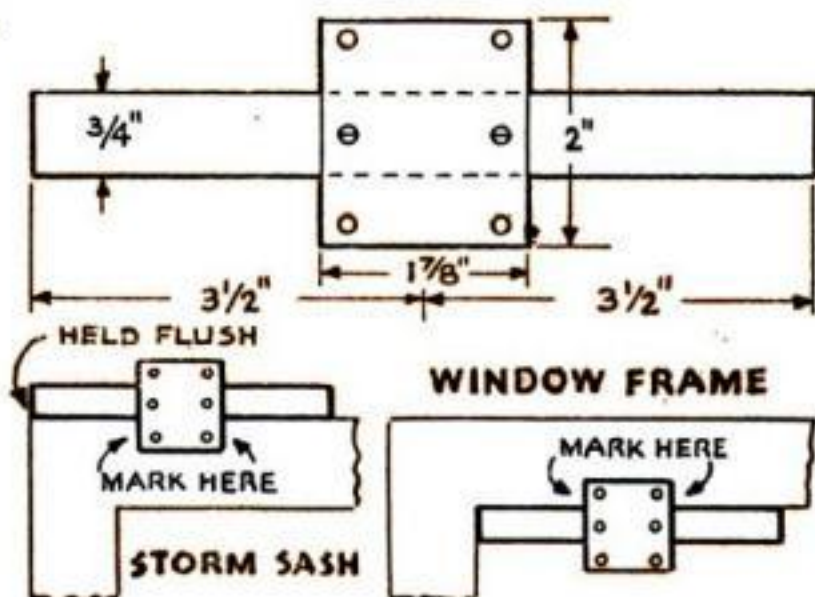 3/4"
2"
1 7/8"
3 1/2"
3 1/2"
HELD FLUSH
MARK HERE
STORM SASH
WINDOW FRAME
MARK HERE